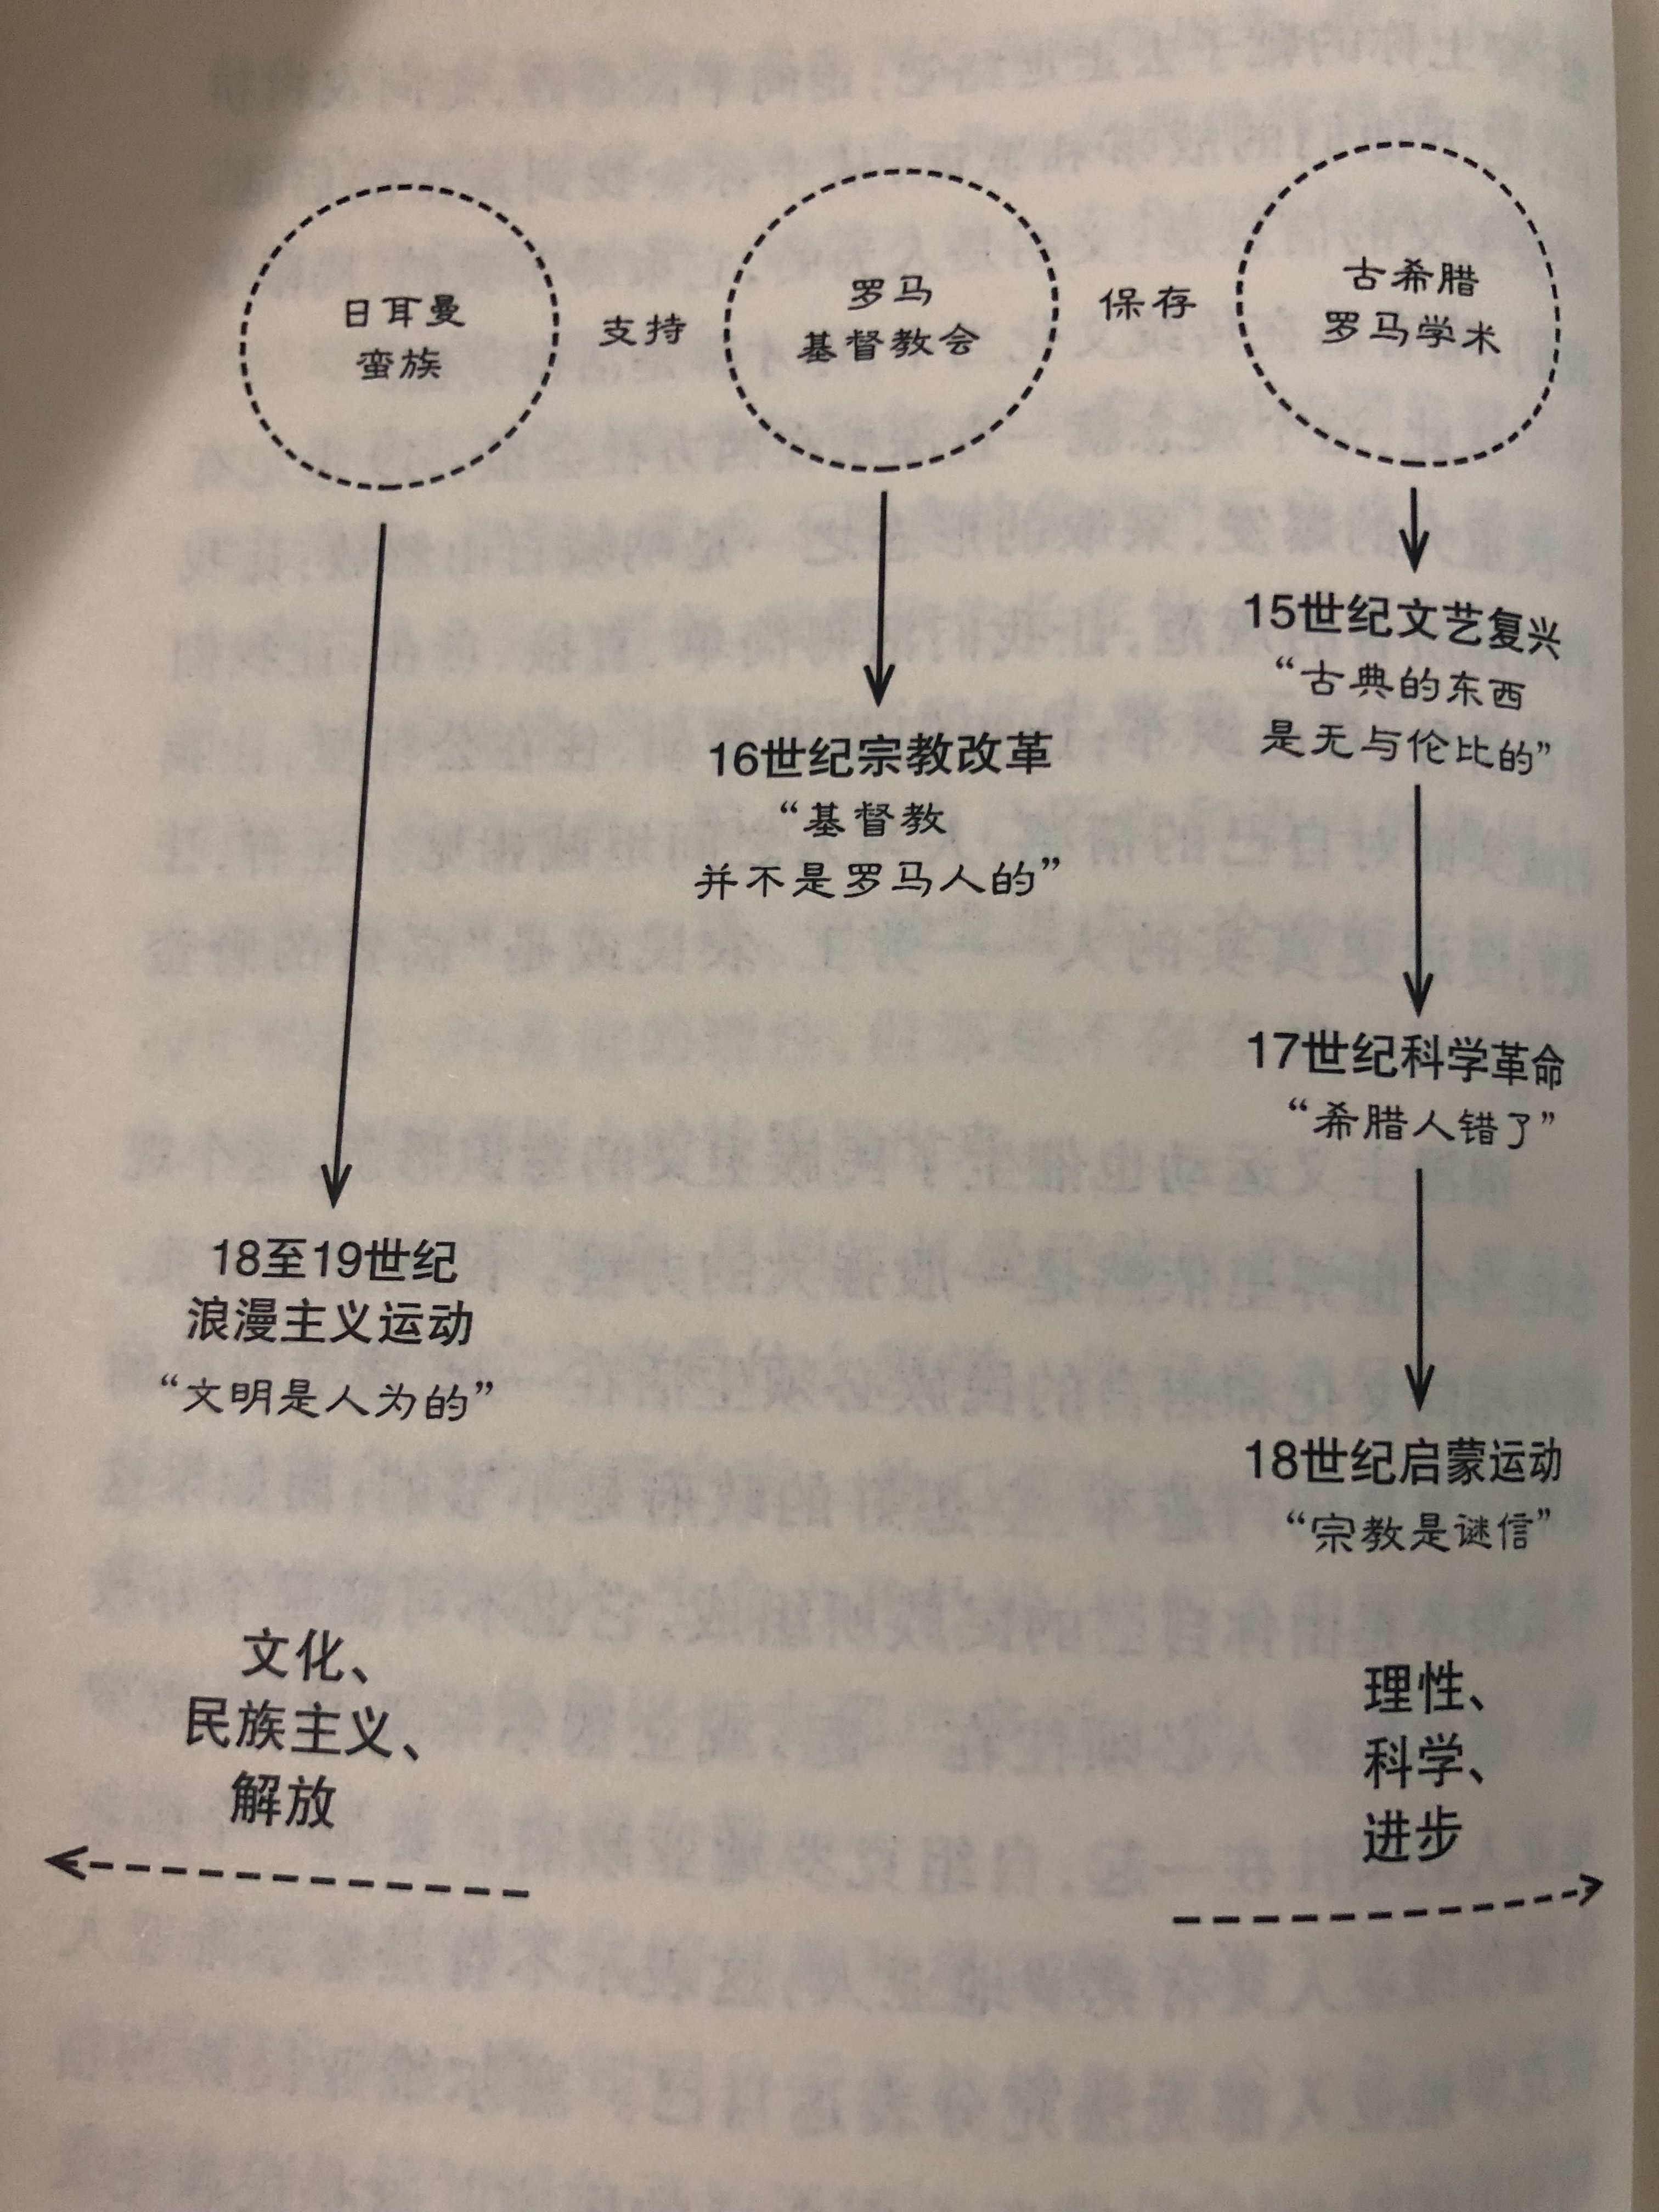 日耳曼
蛮族
支持
罗马
基督教会
保存
古希腊
罗马学术
15世纪文艺复兴
“古典的东西
是无与伦比的”
16世纪宗教改革
“基督教
并不是罗马人的”
17世纪科学革命
“希腊人错了”
18至19世纪
浪漫主义运动
“文明是人为的”
18世纪启蒙运动
“宗教是谜信”
文化、
民族主义、
解放
理性、
科学、
进步